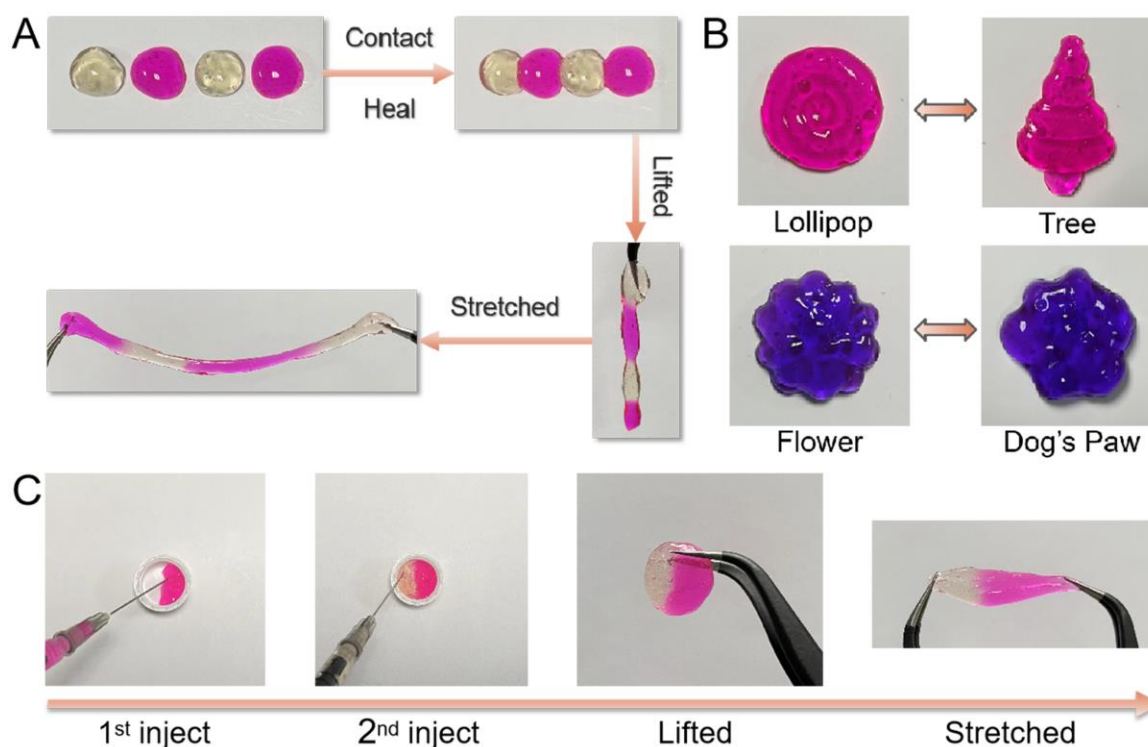 A
Contact
Heal
Lifted
Stretched
B
Lollipop
Tree
Flower
Dog's Paw
C
1st inject
2nd inject
Lifted
Stretched